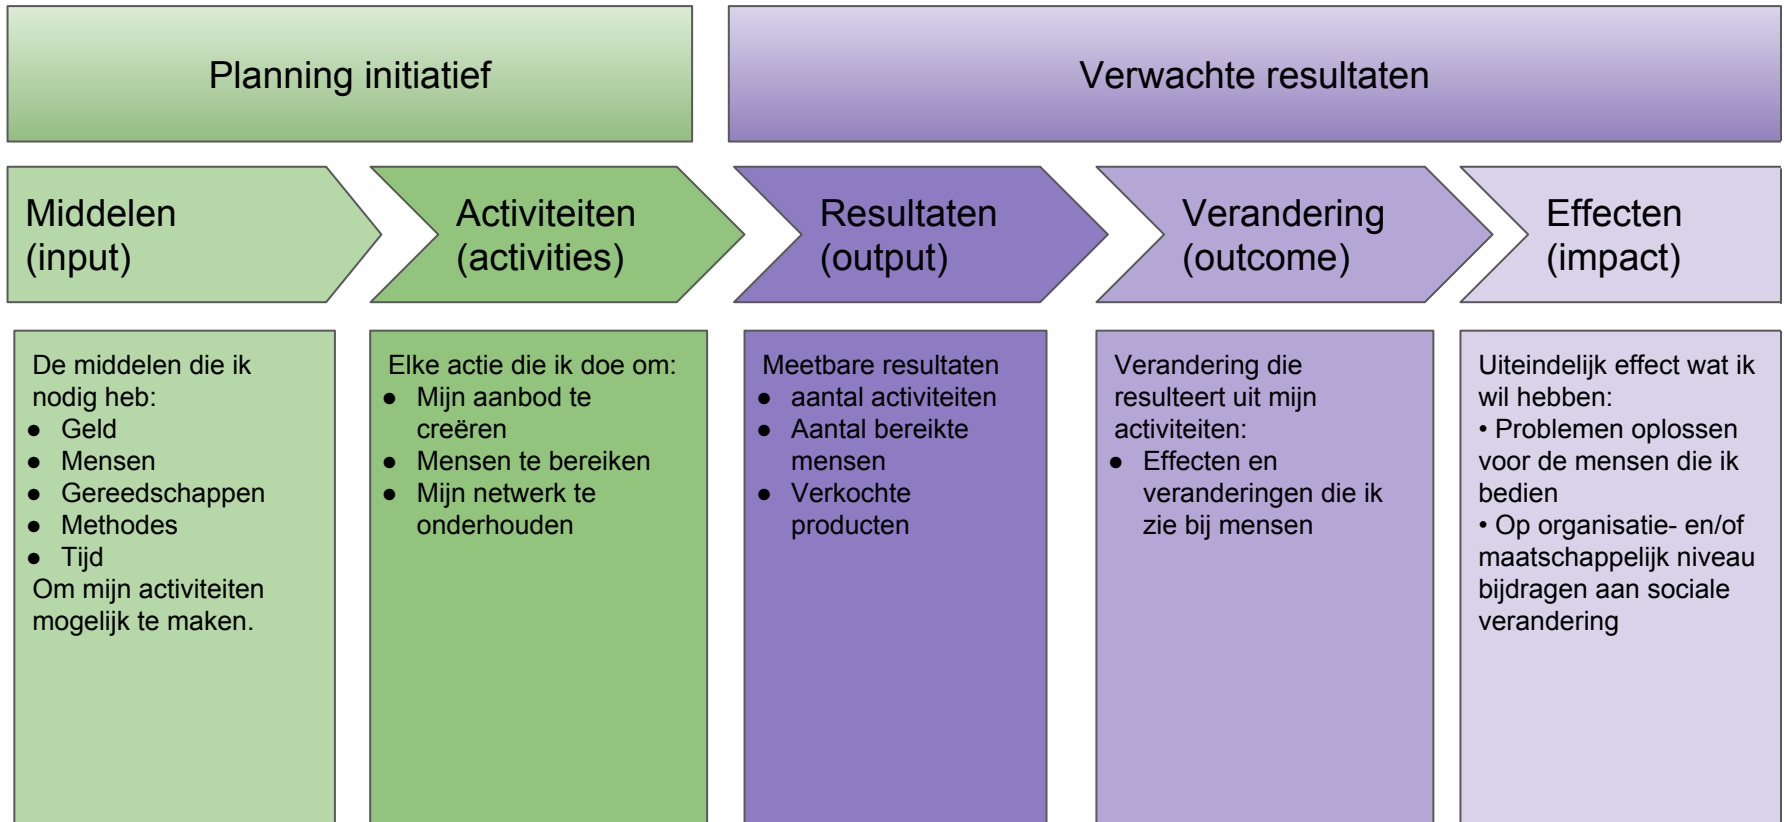 Planning initiatief
Verwachte resultaten
Middelen
(input)
Activiteiten
(activities)
Resultaten
(output)
Verandering
(outcome)
Effecten
(impact)
De middelen die ik
nodig heb:
● Geld
● Mensen
● Gereedschappen
● Methodes
● Tijd
Om mijn activiteiten
mogelijk te maken.
Elke actie die ik doe om:
● Mijn aanbod te
creëren
● Mensen te bereiken
● Mijn netwerk te
onderhouden
Meetbare resultaten
● aantal activiteiten
● Aantal bereikte
mensen
● Verkochte
producten
Verandering die
resulteert uit mijn
activiteiten:
● Effecten en
veranderingen die ik
zie bij mensen
Uiteindelijk effect wat ik
wil hebben:
• Problemen oplossen
voor de mensen die ik
bedien
• Op organisatie- en/of
maatschappelijk niveau
bijdragen aan sociale
verandering